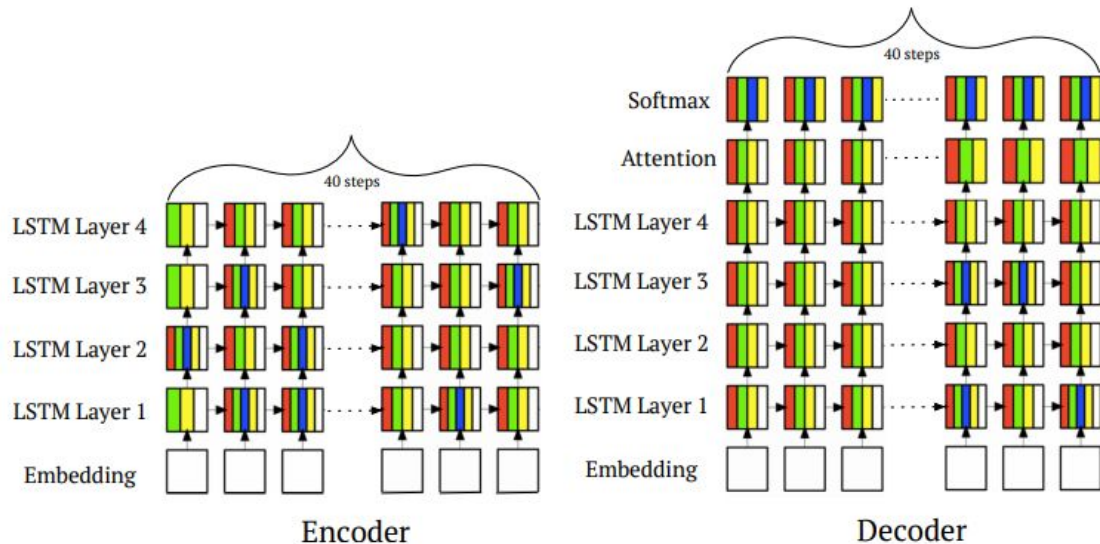 40 steps
LSTM Layer 4
LSTM Layer 3
LSTM Layer 2
LSTM Layer 1
Embedding
Encoder
40 steps
Softmax
Attention
LSTM Layer 4
LSTM Layer 3
LSTM Layer 2
LSTM Layer 1
Embedding
Decoder